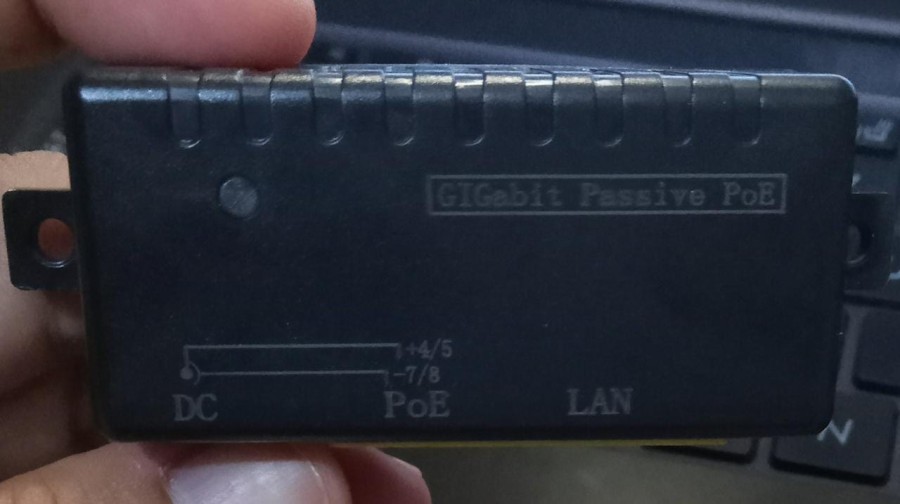 GIGabit Passive PoE
+4/5
-7/8
DC PoE LAN
N